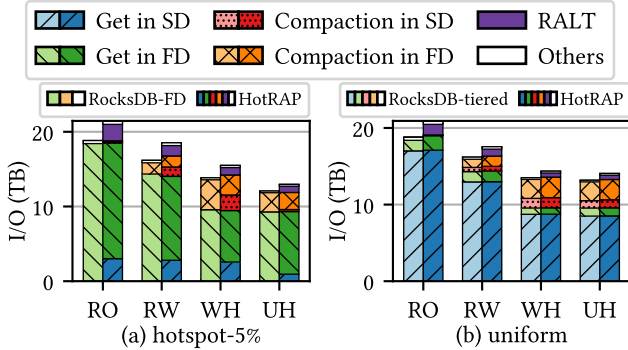 Get in SD Compaction in SD RALT
Get in FD Compaction in FD Others
RocksDB-FD HotRAP
RocksDB-tiered HotRAP
I/O (TB)
20
10
0
RO RW WH UH
(a) hotspot-5%
I/O (TB)
20
10
0
RO RW WH UH
(b) uniform